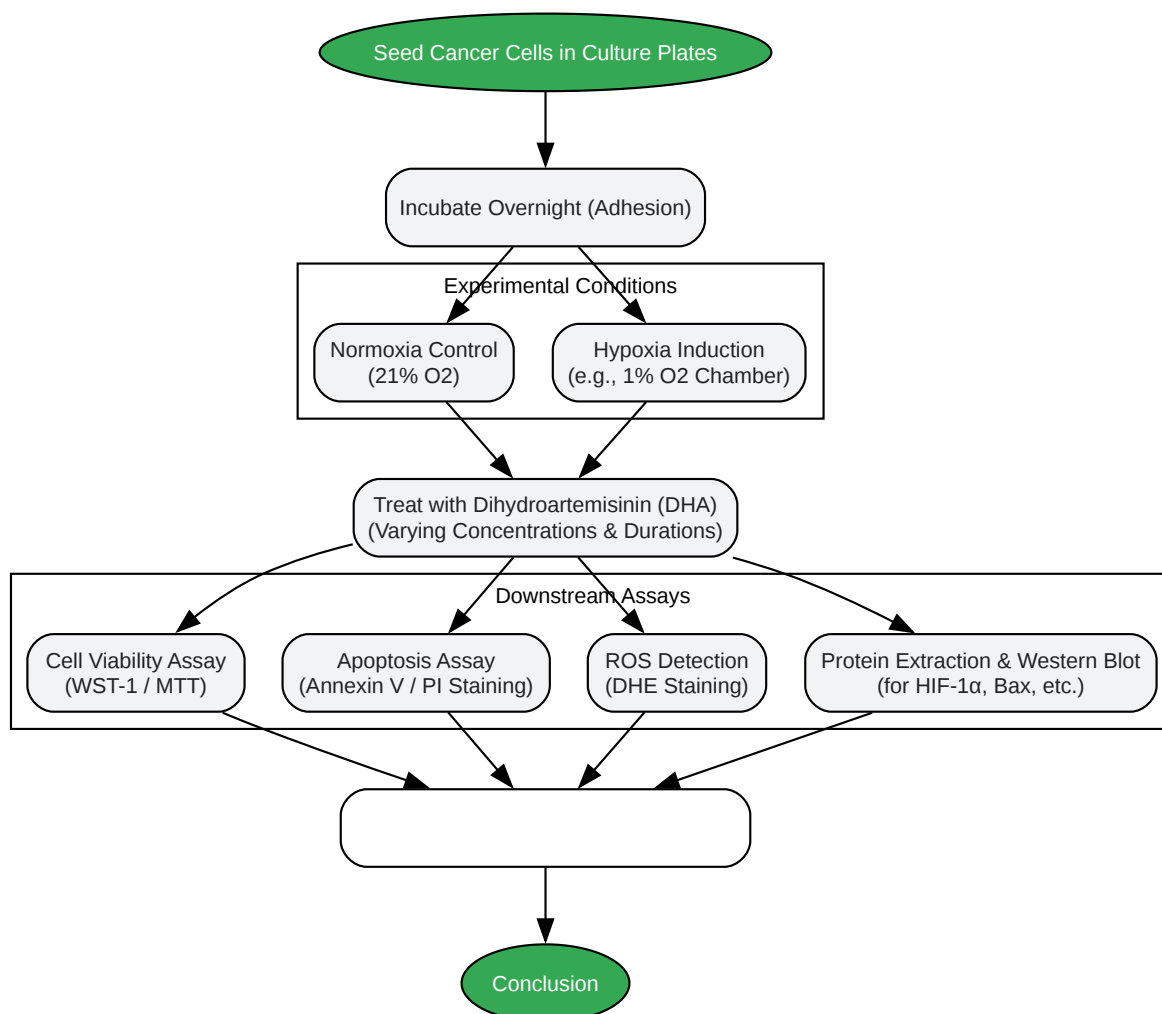 Seed Cancer Cells in Culture Plates
Incubate Overnight (Adhesion)
Experimental Conditions
Normoxia Control
(21% O2)
Hypoxia Induction
(e.g., 1% O2 Chamber)
Treat with Dihydroartemisinin (DHA)
(Varying Concentrations & Durations)
Downstream Assays
Cell Viability Assay
(WST-1 / MTT)
Apoptosis Assay
(Annexin V / PI Staining)
ROS Detection
(DHE Staining)
Protein Extraction & Western Blot
(for HIF-1α, Bax, etc.)
Conclusion